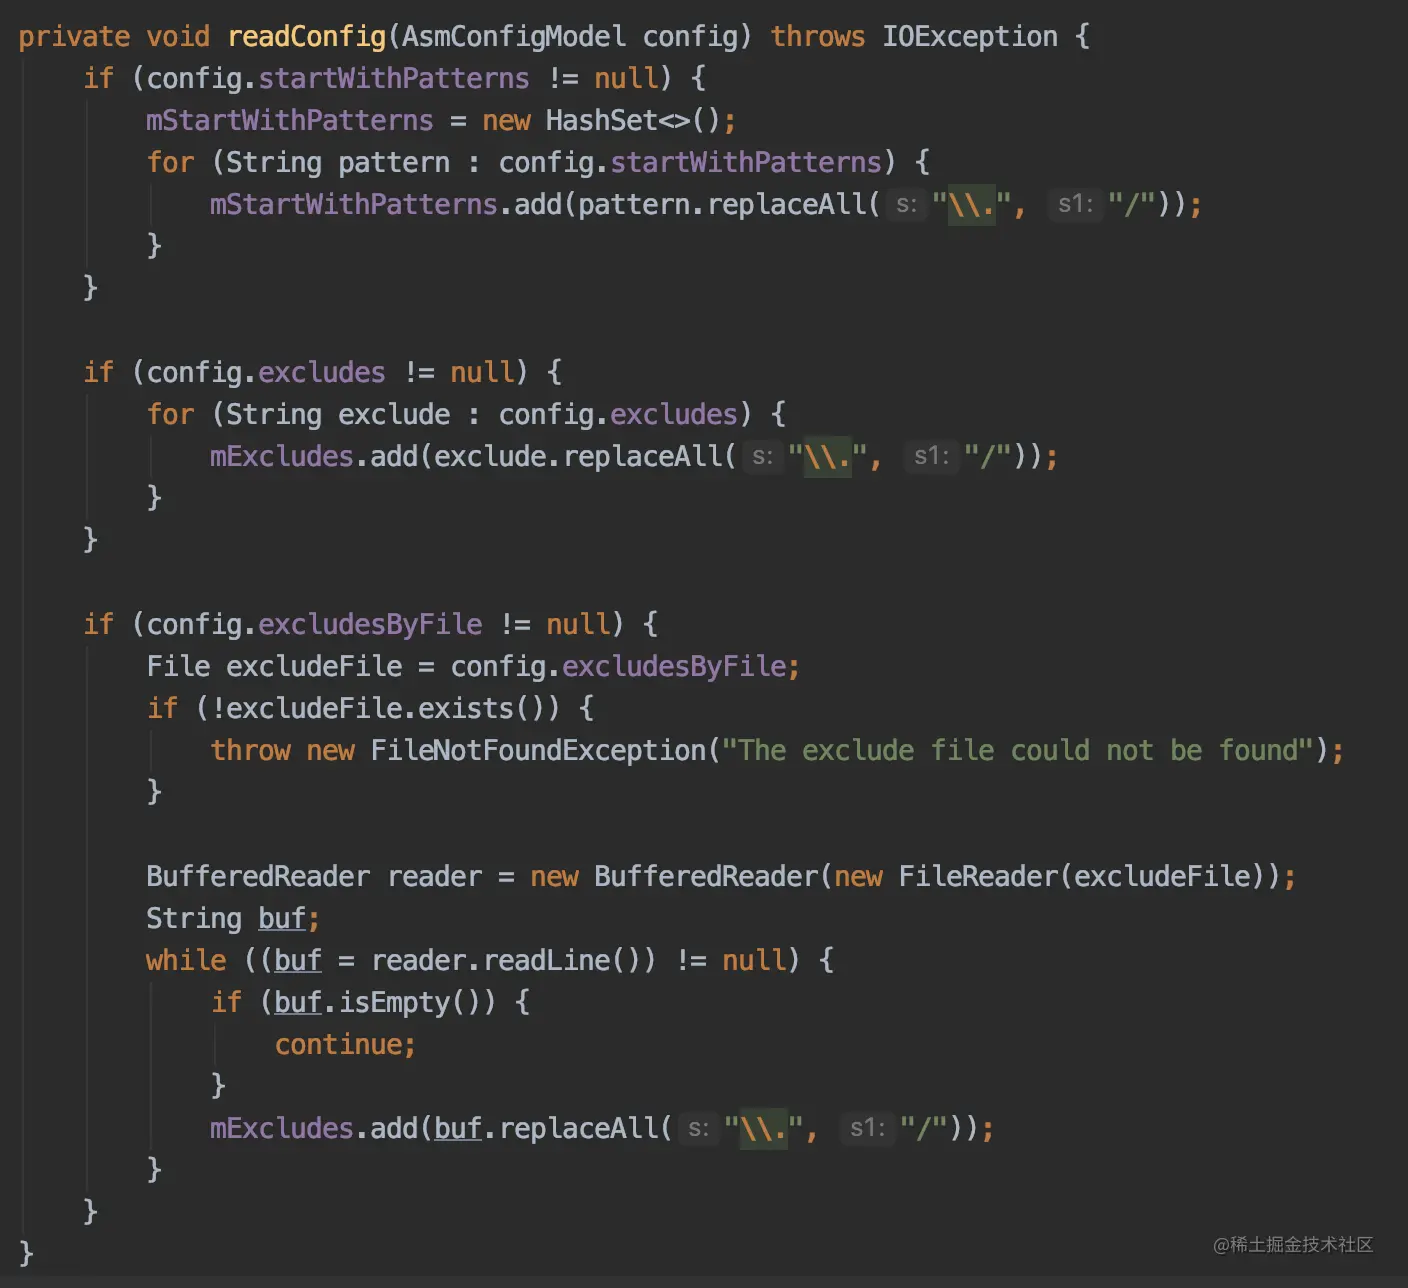 private void readConfig(AsmConfigModel config) throws IOException {
    if (config.startWithPatterns != null) {
        mStartWithPatterns = new HashSet<>();
        for (String pattern : config.startWithPatterns) {
            mStartWithPatterns.add(pattern.replaceAll( s: "\\.", s1: "/"));
        }
    }

    if (config.excludes != null) {
        for (String exclude : config.excludes) {
            mExcludes.add(exclude.replaceAll( s: "\\.", s1: "/"));
        }
    }

    if (config.excludesByFile != null) {
        File excludeFile = config.excludesByFile;
        if (!excludeFile.exists()) {
            throw new FileNotFoundException("The exclude file could not be found");
        }

        BufferedReader reader = new BufferedReader(new FileReader(excludeFile));
        String buf;
        while ((buf = reader.readLine()) != null) {
            if (buf.isEmpty()) {
                continue;
            }
            mExcludes.add(buf.replaceAll( s: "\\.", s1: "/"));
        }
    }
}
@稀土掘金技术社区